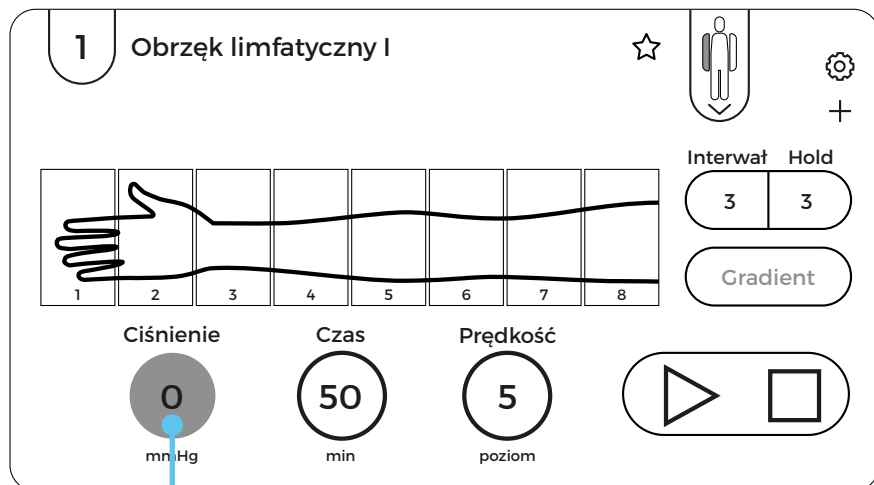 1 Obrzęk limfatyczny I
Interwał Hold
3 3
1 2 3 4 5 6 7 8
Gradient
Ciśnienie Czas Prędkość
0 50 5
mmHg min poziom